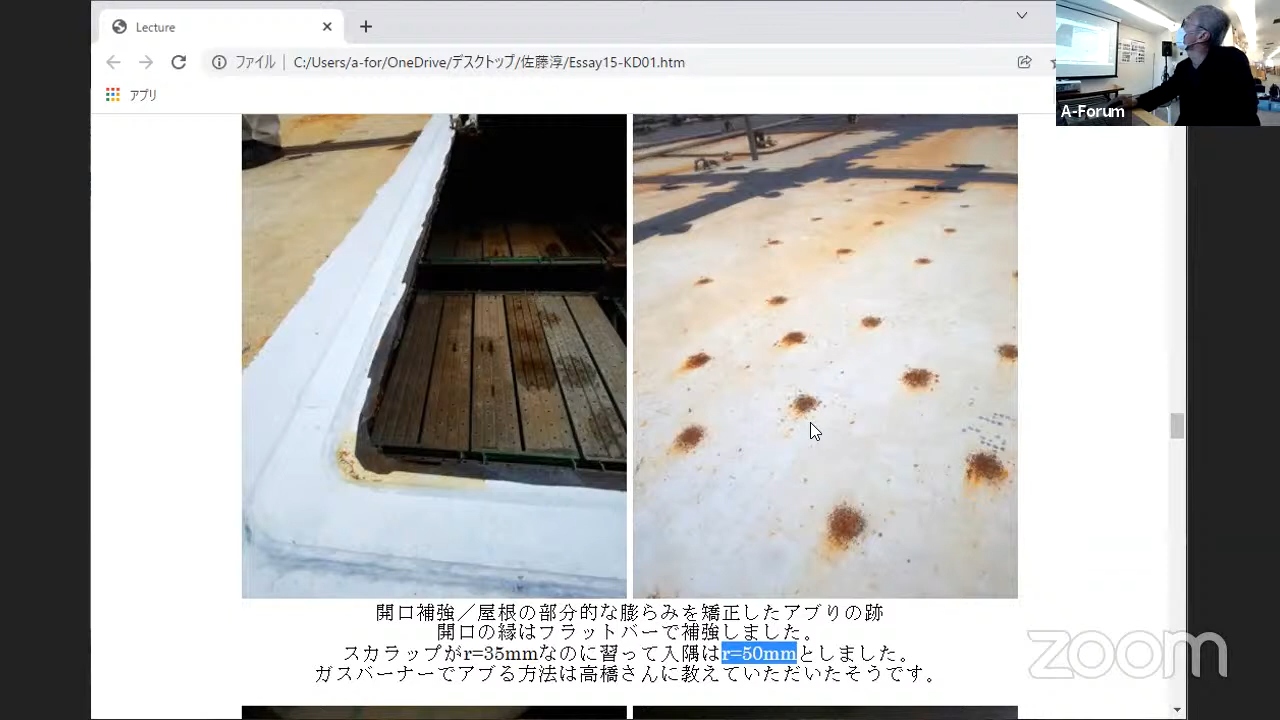 Lecture
ファイル
C:/Users/a-for/OneDrive/デスクトップ/佐藤淳/Essay15-KD01.htm
アプリ
A-Forum
開口補強／屋根の部分的な膨らみを矯正したアブりの跡
開口の縁はフラットバーで補強しました。
スカラップがr=35mmなのに習って入隅はr=50mmとしました。
ガスバーナーでアブる方法は高橋さんに教えていただいたそうです。
zoom